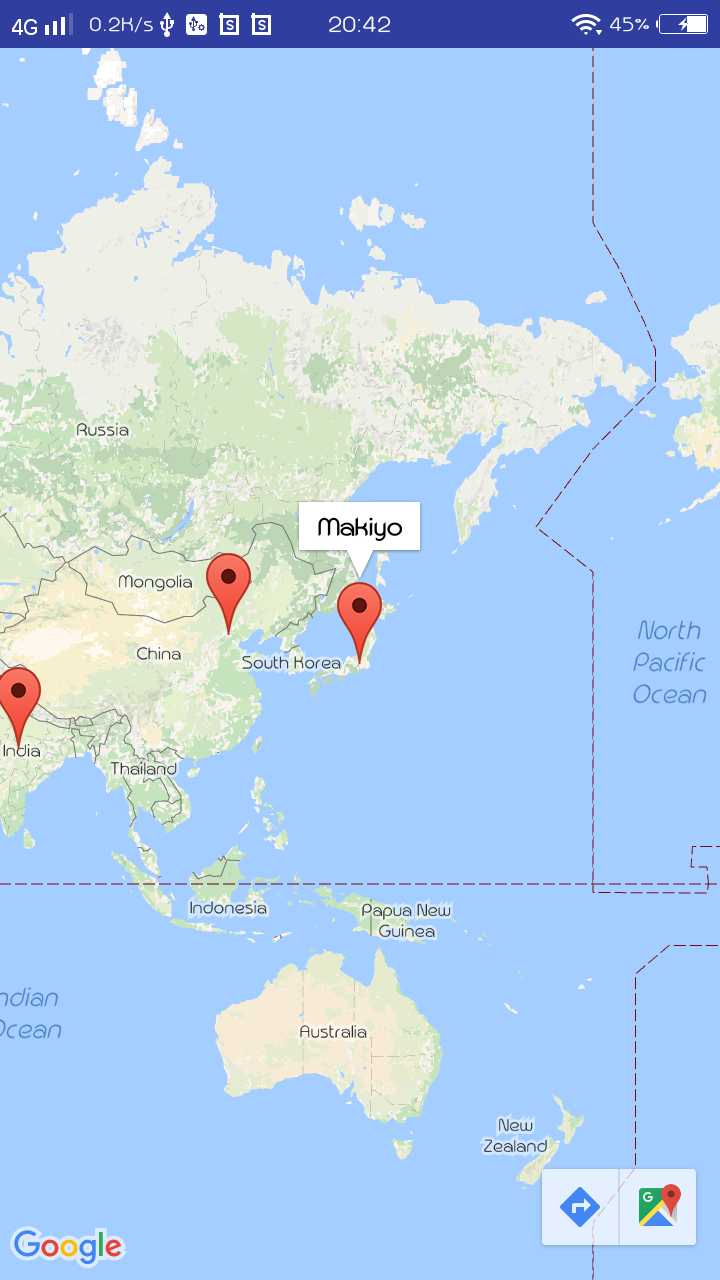 4G 0.2K/s 20:42 45%
Russia
Makiyo
Mongolia
China
South Korea
North
Pacific
Ocean
India
Thailand
Indonesia
Papua New
Guinea
ndian
Ocean
Australia
New
Zealand
Google